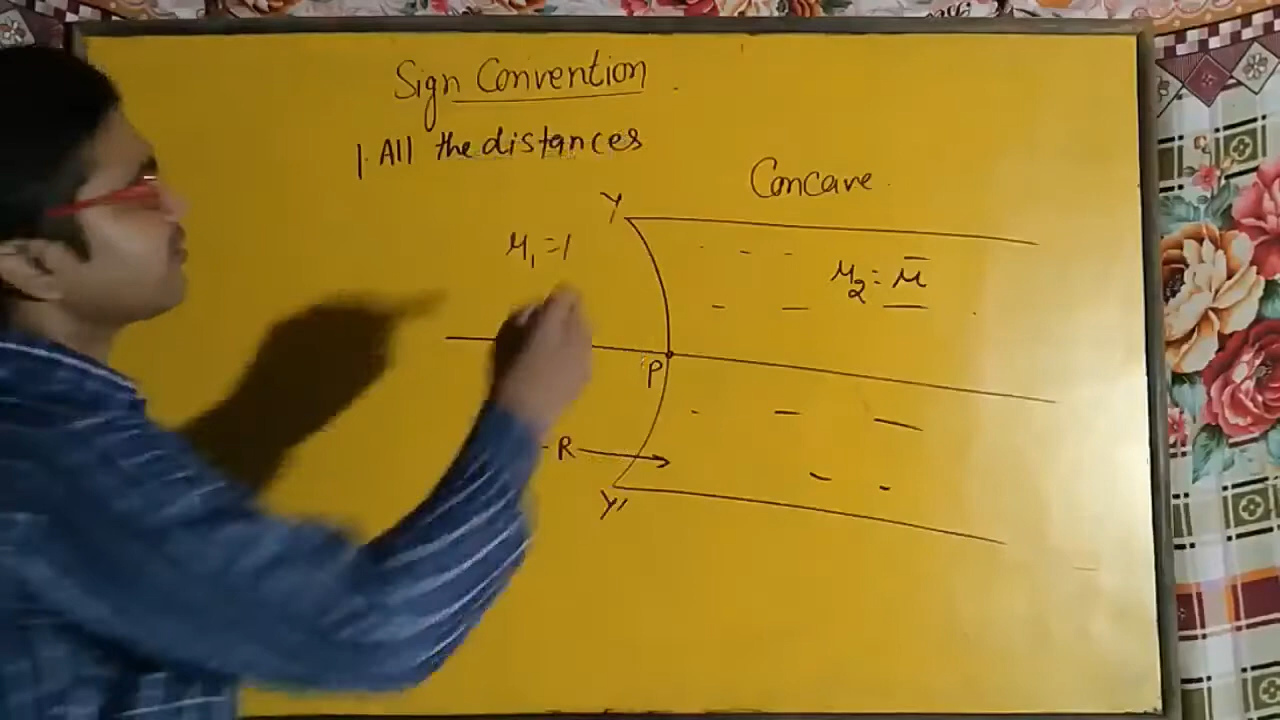 Sign Convention
1. All the distances
Concave
Y
μ₁ = 1
μ₂ = μ
P
R
Y'